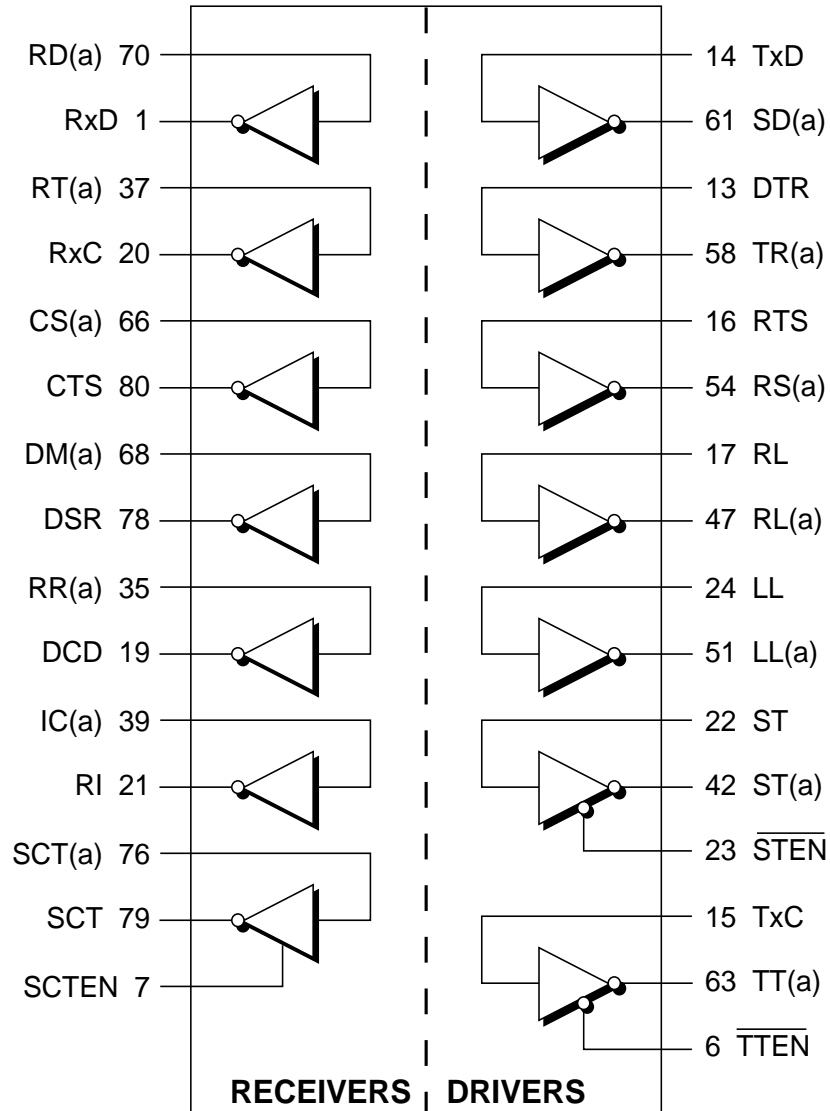 RD(a) 70
RxD 1
RT(a) 37
RxC 20
CS(a) 66
CTS 80
DM(a) 68
DSR 78
RR(a) 35
DCD 19
IC(a) 39
RI 21
SCT(a) 76
SCT 79
SCTEN 7
14 TxD
61 SD(a)
13 DTR
58 TR(a)
16 RTS
54 RS(a)
17 RL
47 RL(a)
24 LL
51 LL(a)
22 ST
42 ST(a)
23 S̅T̅E̅N̅
15 TxC
63 TT(a)
6 T̅T̅E̅N̅
RECEIVERS DRIVERS